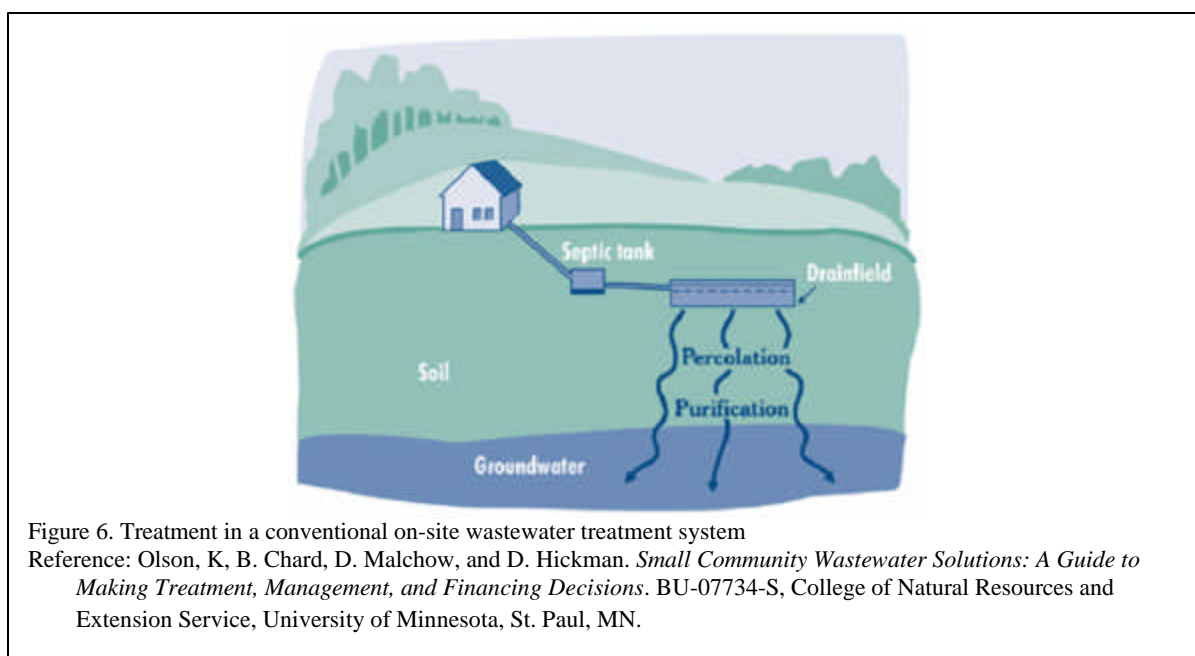 Septic tank
Drainfield
Percolation
Soil
Purification
Groundwater
Figure 6. Treatment in a conventional on-site wastewater treatment system
Reference: Olson, K, B. Chard, D. Malchow, and D. Hickman. Small Community Wastewater Solutions: A Guide to
Making Treatment, Management, and Financing Decisions. BU-07734-S, College of Natural Resources and
Extension Service, University of Minnesota, St. Paul, MN.